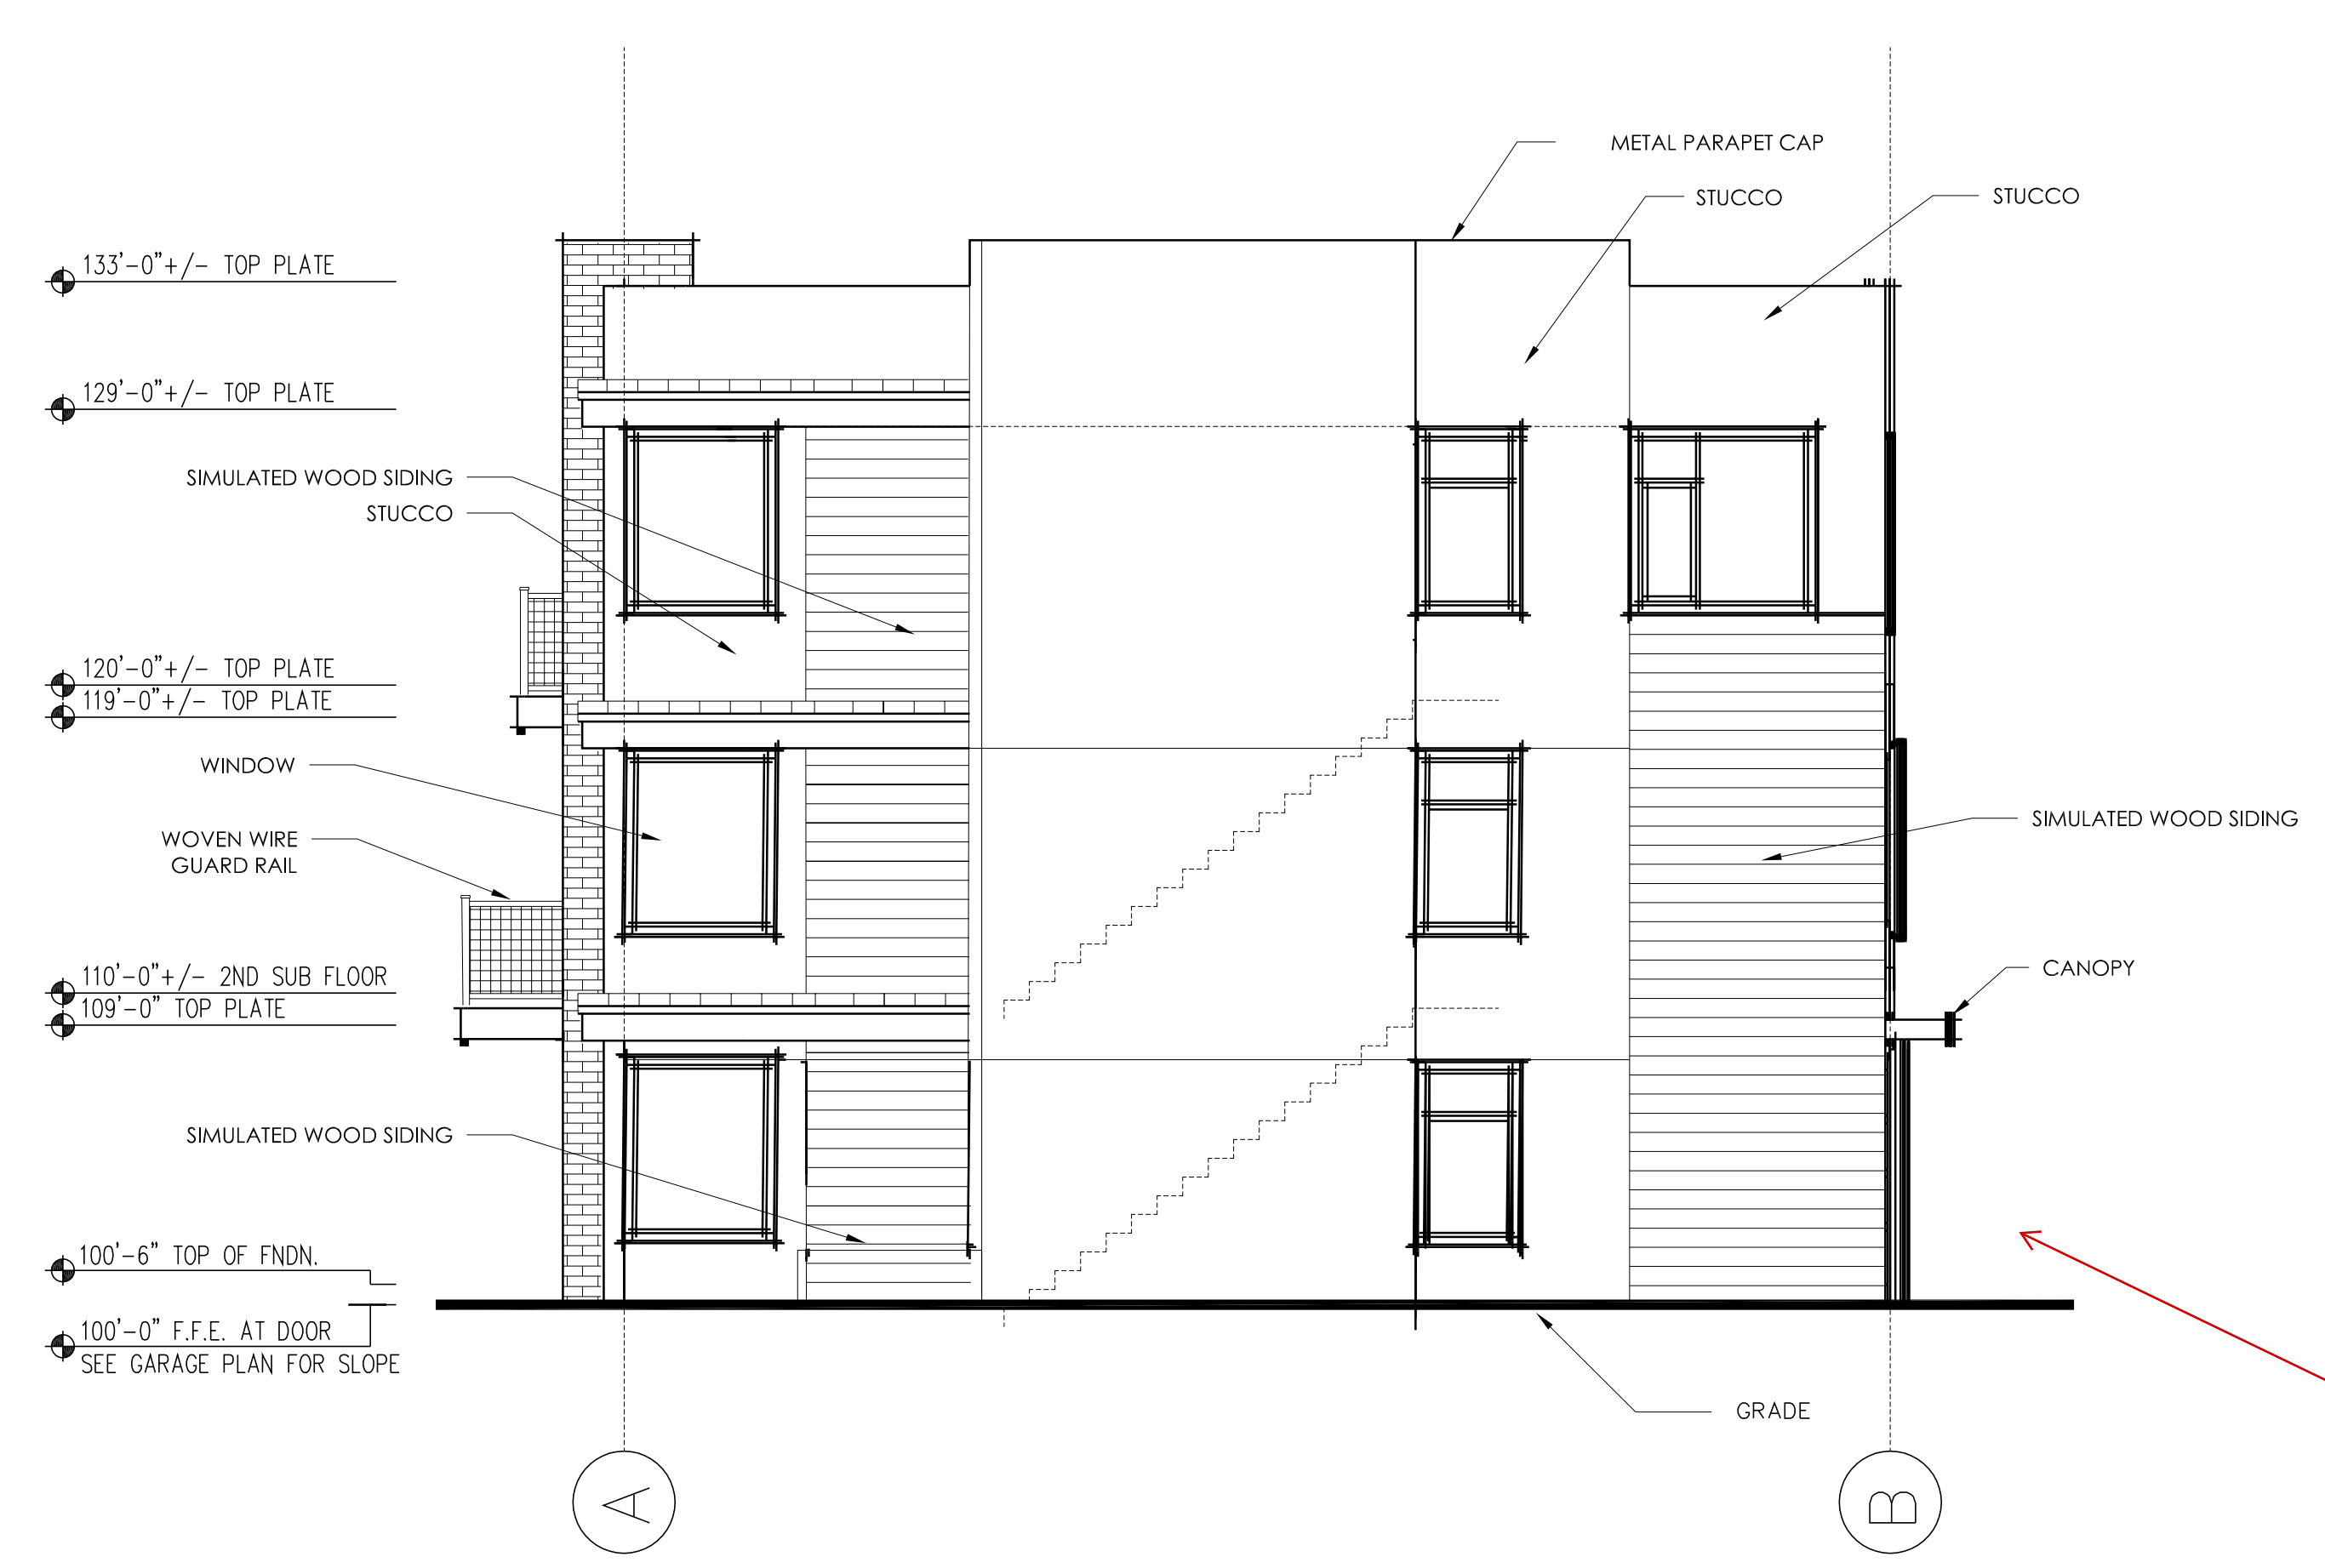 METAL PARAPET CAP
STUCCO
STUCCO
133'-0"+/- TOP PLATE
129'-0"+/- TOP PLATE
SIMULATED WOOD SIDING
STUCCO
120'-0"+/- TOP PLATE
119'-0"+/- TOP PLATE
WINDOW
WOVEN WIRE
GUARD RAIL
SIMULATED WOOD SIDING
CANOPY
110'-0"+/- 2ND SUB FLOOR
109'-0" TOP PLATE
SIMULATED WOOD SIDING
100'-6" TOP OF FNDN.
100'-0" F.F.E. AT DOOR
SEE GARAGE PLAN FOR SLOPE
GRADE
A
B